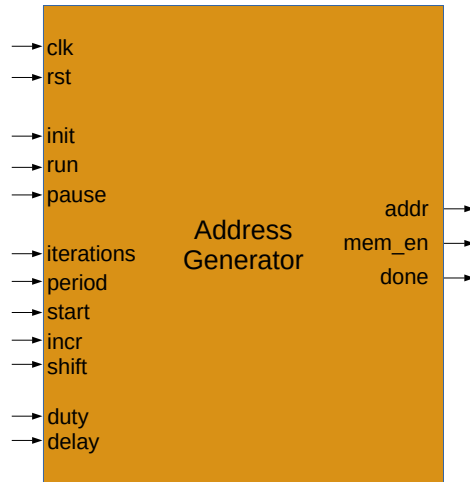 clk
rst
init
run
pause
iterations
period
start
incr
shift
duty
delay
Address
Generator
addr
mem_en
done